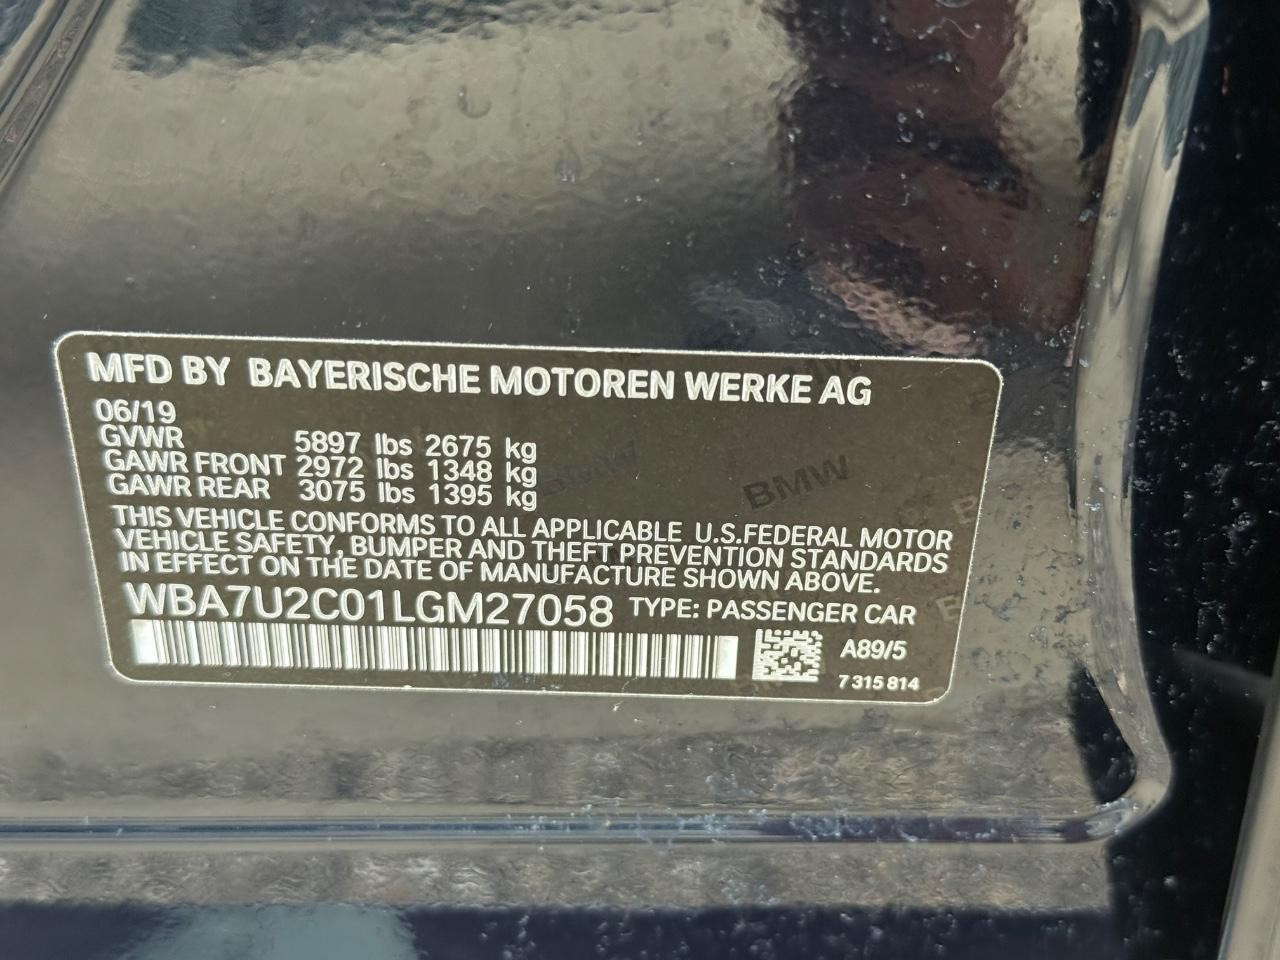 MFD BY BAYERISCHE MOTOREN WERKE AG
06/19
GVWR 5897 lbs 2675 kg
GAWR FRONT 2972 lbs 1348 kg
GAWR REAR 3075 lbs 1395 kg
THIS VEHICLE CONFORMS TO ALL APPLICABLE U.S.FEDERAL MOTOR
VEHICLE SAFETY, BUMPER AND THEFT PREVENTION STANDARDS
IN EFFECT ON THE DATE OF MANUFACTURE SHOWN ABOVE.
WBA7U2C01LGM27058 TYPE: PASSENGER CAR
A89/5
7 315 814
BMW